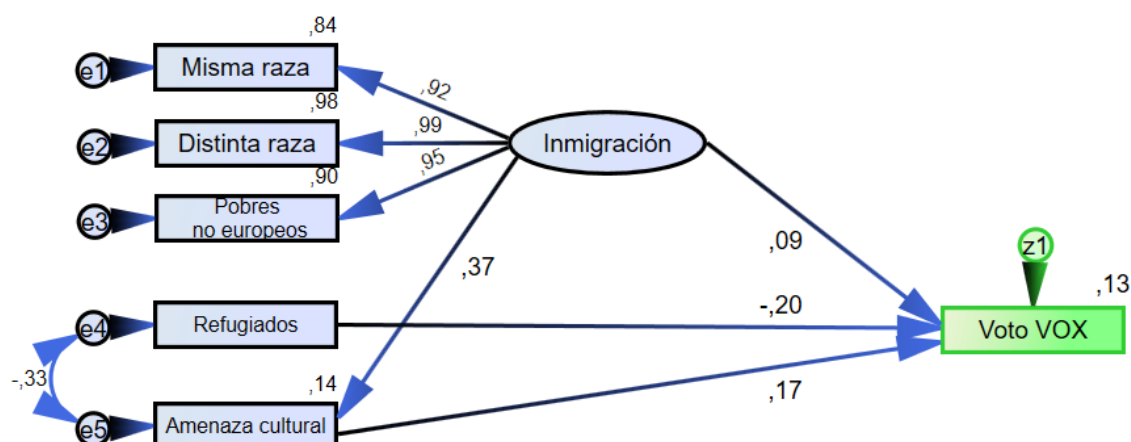 ,84
e1
Misma raza
,92
,98
e2
Distinta raza
,99
Inmigración
,90
,95
e3
Pobres
no europeos
,09
,37
z1
,13
e4
Refugiados
-,20
Voto VOX
-,33
,14
,17
e5
Amenaza cultural